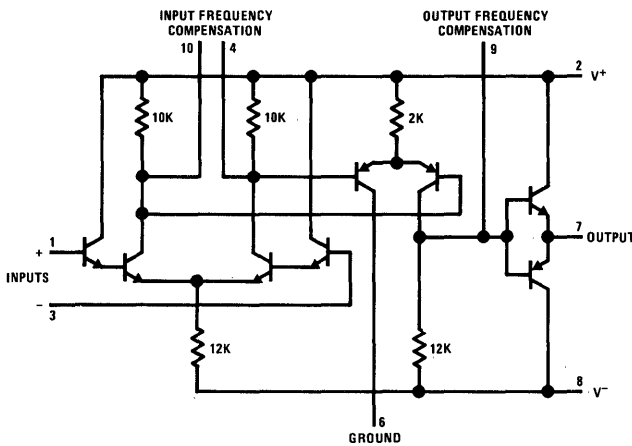 INPUT FREQUENCY
COMPENSATION
10 4
OUTPUT FREQUENCY
COMPENSATION
9
2 V+
10K
10K
2K
1
+
INPUTS
−
3
7 OUTPUT
12K
12K
8 V−
6
GROUND